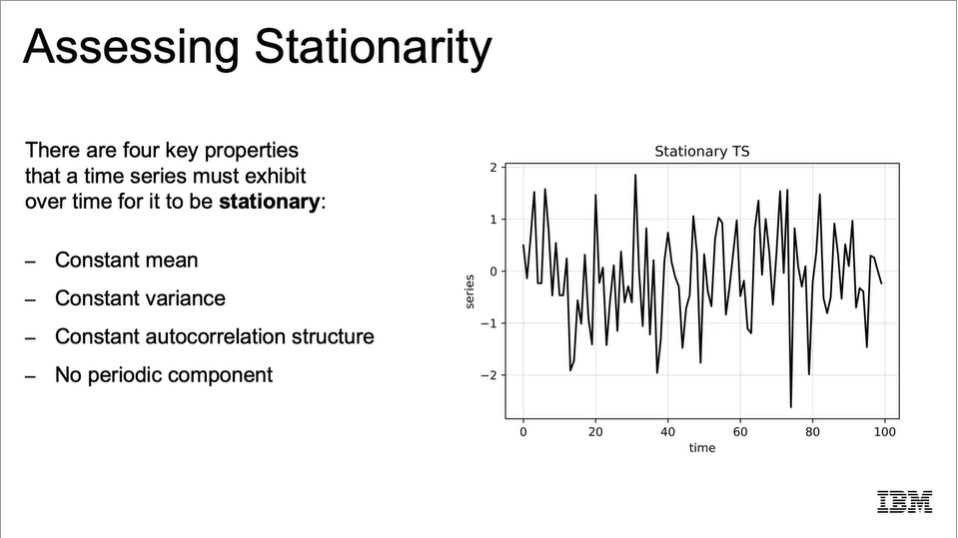 Assessing Stationarity
There are four key properties
that a time series must exhibit
over time for it to be stationary:
– Constant mean
– Constant variance
– Constant autocorrelation structure
– No periodic component
Stationary TS
2
1
0
−1
−2
series
0 20 40 60 80 100
time
IBM